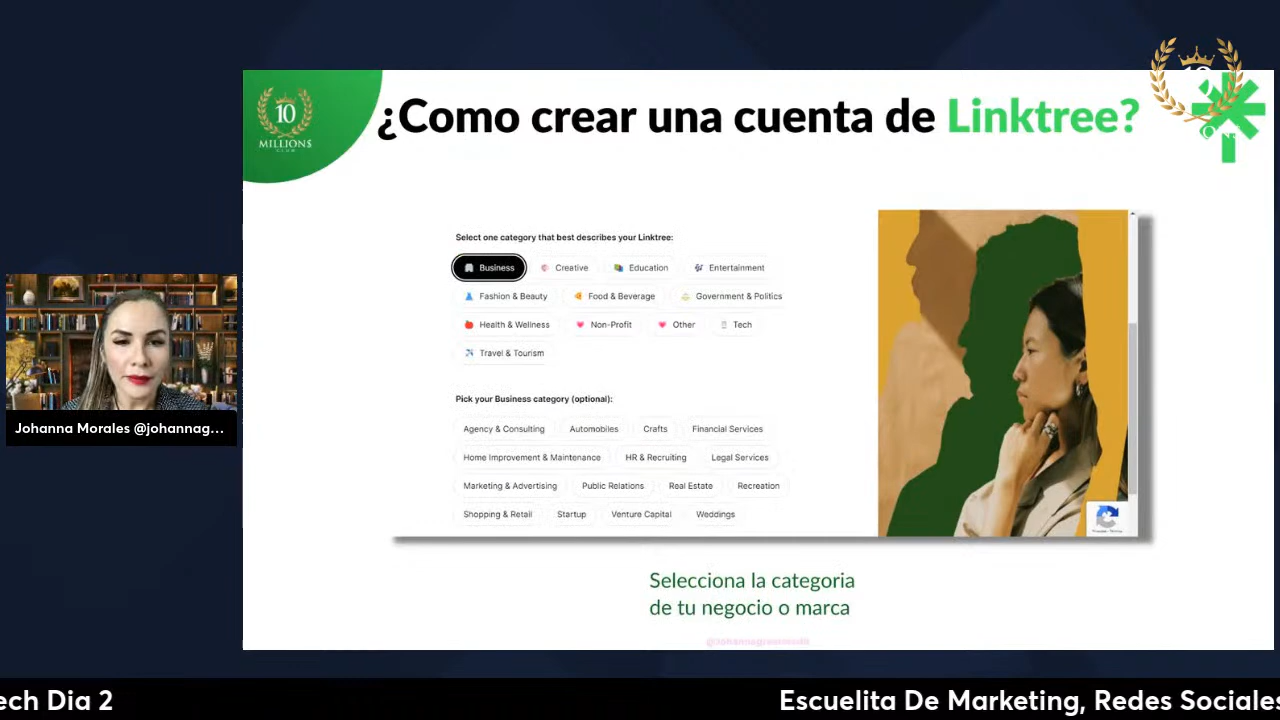 10
MILLION$
CLUB
¿Como crear una cuenta de Linktree?
10
Select one category that best describes your Linktree:
Business Creative Education Entertainment
Fashion & Beauty Food & Beverage Government & Politics
Health & Wellness Non-Profit Other Tech
Travel & Tourism
Pick your Business category (optional):
Agency & Consulting Automobiles Crafts Financial Services
Home Improvement & Maintenance HR & Recruiting Legal Services
Marketing & Advertising Public Relations Real Estate Recreation
Shopping & Retail Startup Venture Capital Weddings
Selecciona la categoria
de tu negocio o marca
Johanna Morales @johannag...
ech Dia 2 Escuelita De Marketing, Redes Sociales